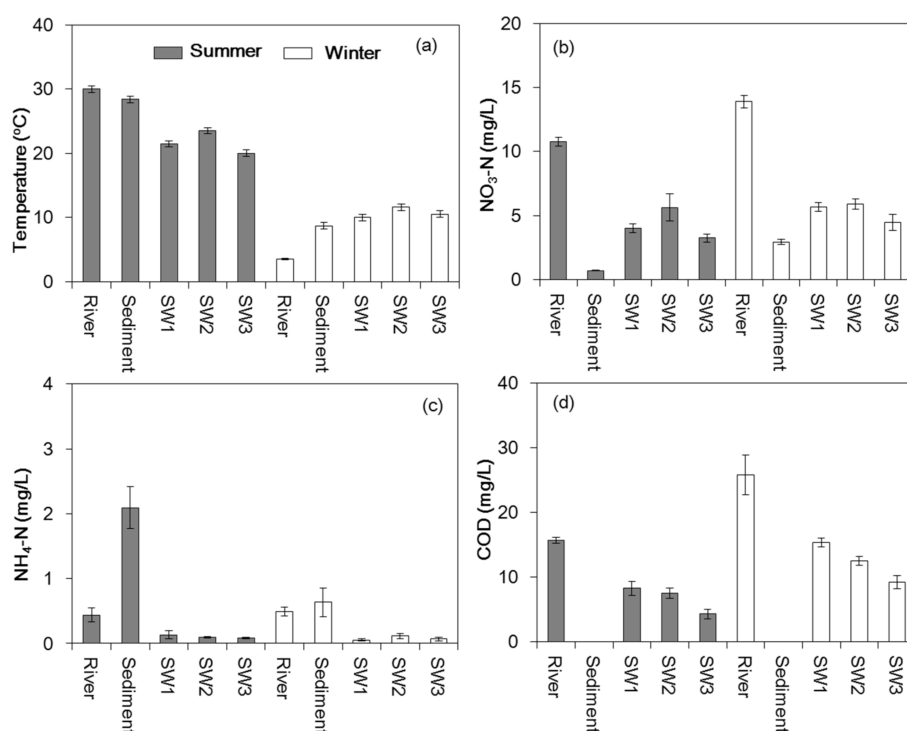 40
30
20
10
0
Temperature (ºC)
Summer
Winter
(a)
River
Sediment
SW1
SW2
SW3
River
Sediment
SW1
SW2
SW3
20
15
10
5
0
NO₃-N (mg/L)
(b)
River
Sediment
SW1
SW2
SW3
River
Sediment
SW1
SW2
SW3
4
3
2
1
0
NH₄-N (mg/L)
(c)
River
Sediment
SW1
SW2
SW3
River
Sediment
SW1
SW2
SW3
40
30
20
10
0
COD (mg/L)
(d)
River
Sediment
SW1
SW2
SW3
River
Sediment
SW1
SW2
SW3